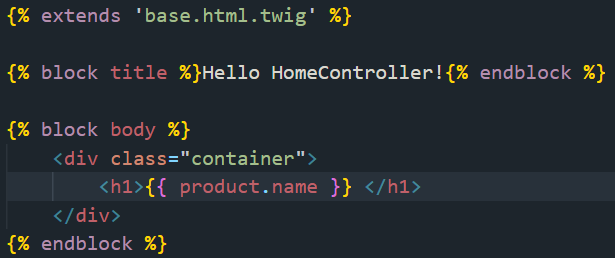 {% extends 'base.html.twig' %}
{% block title %}Hello HomeController!{% endblock %}
{% block body %}
<div class="container">
<h1>{{ product.name }} </h1>
</div>
{% endblock %}